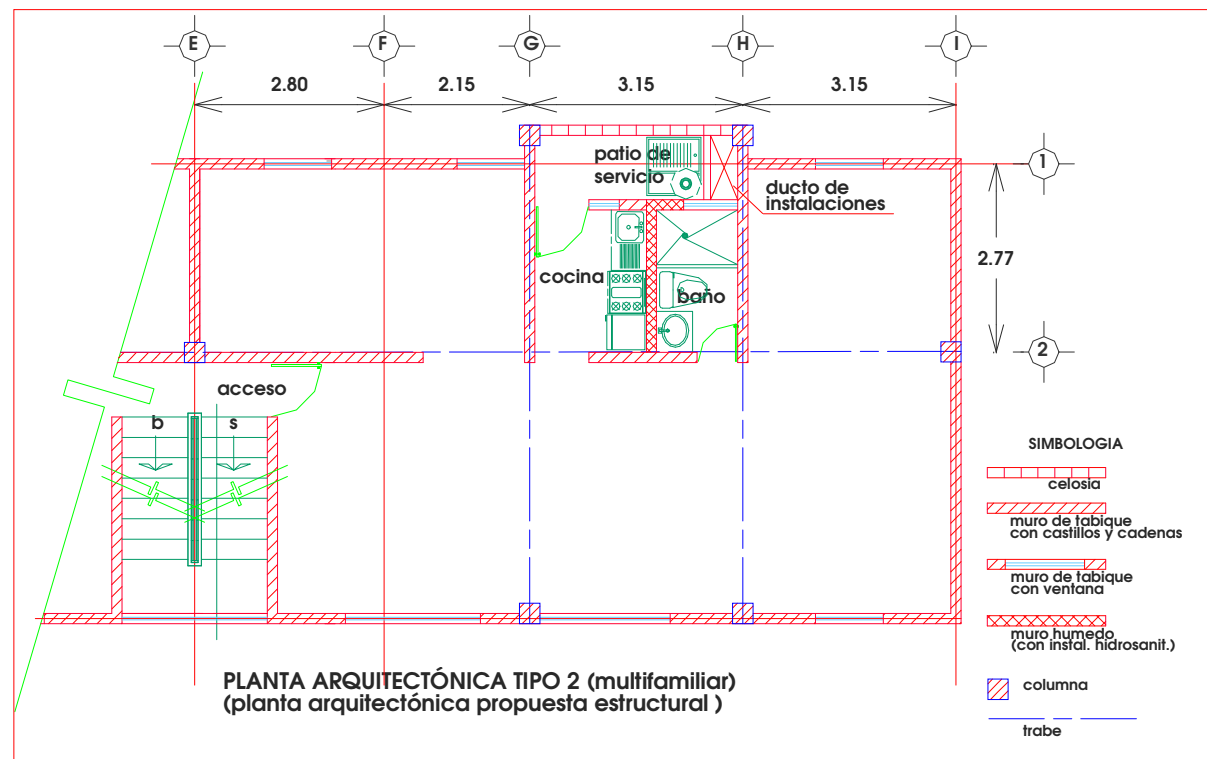 E F G H I
2.80 2.15 3.15 3.15
patio de
servicio
1
ducto de
instalaciones
2.77
cocina
baño
2
acceso
b s
SIMBOLOGIA
celosia
muro de tabique
con castillos y cadenas
muro de tabique
con ventana
muro humedo
(con instal. hidrosanit.)
columna
trabe
PLANTA ARQUITECTÓNICA TIPO 2 (multifamiliar)
(planta arquitectónica propuesta estructural )